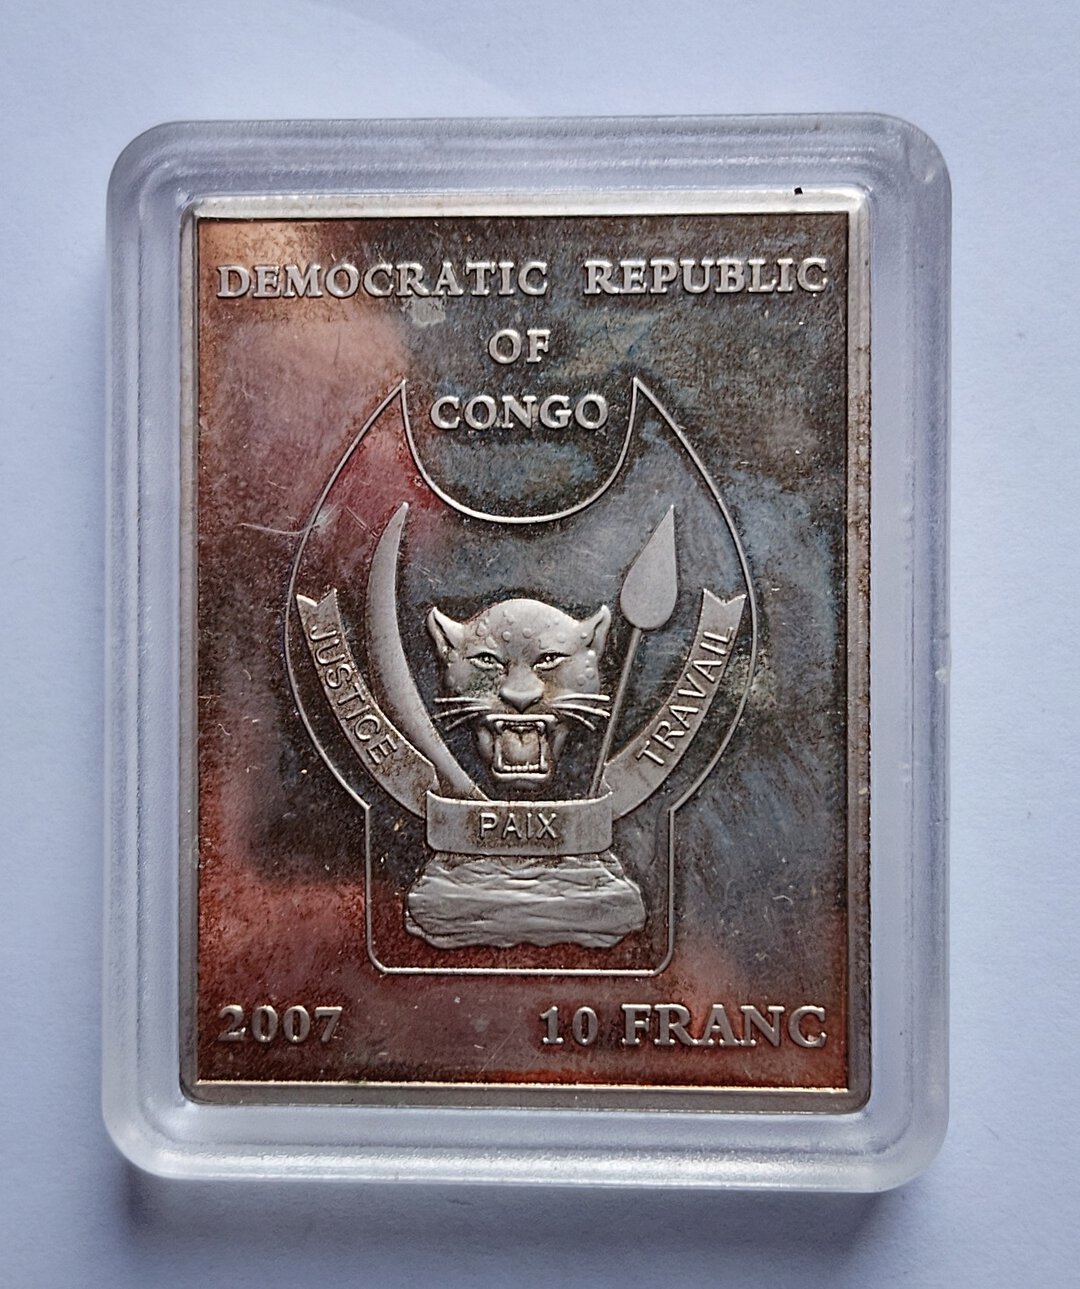 DEMOCRATIC REPUBLIC
OF
CONGO
JUSTICE
TRAVAIL
PAIX
2007 10 FRANC